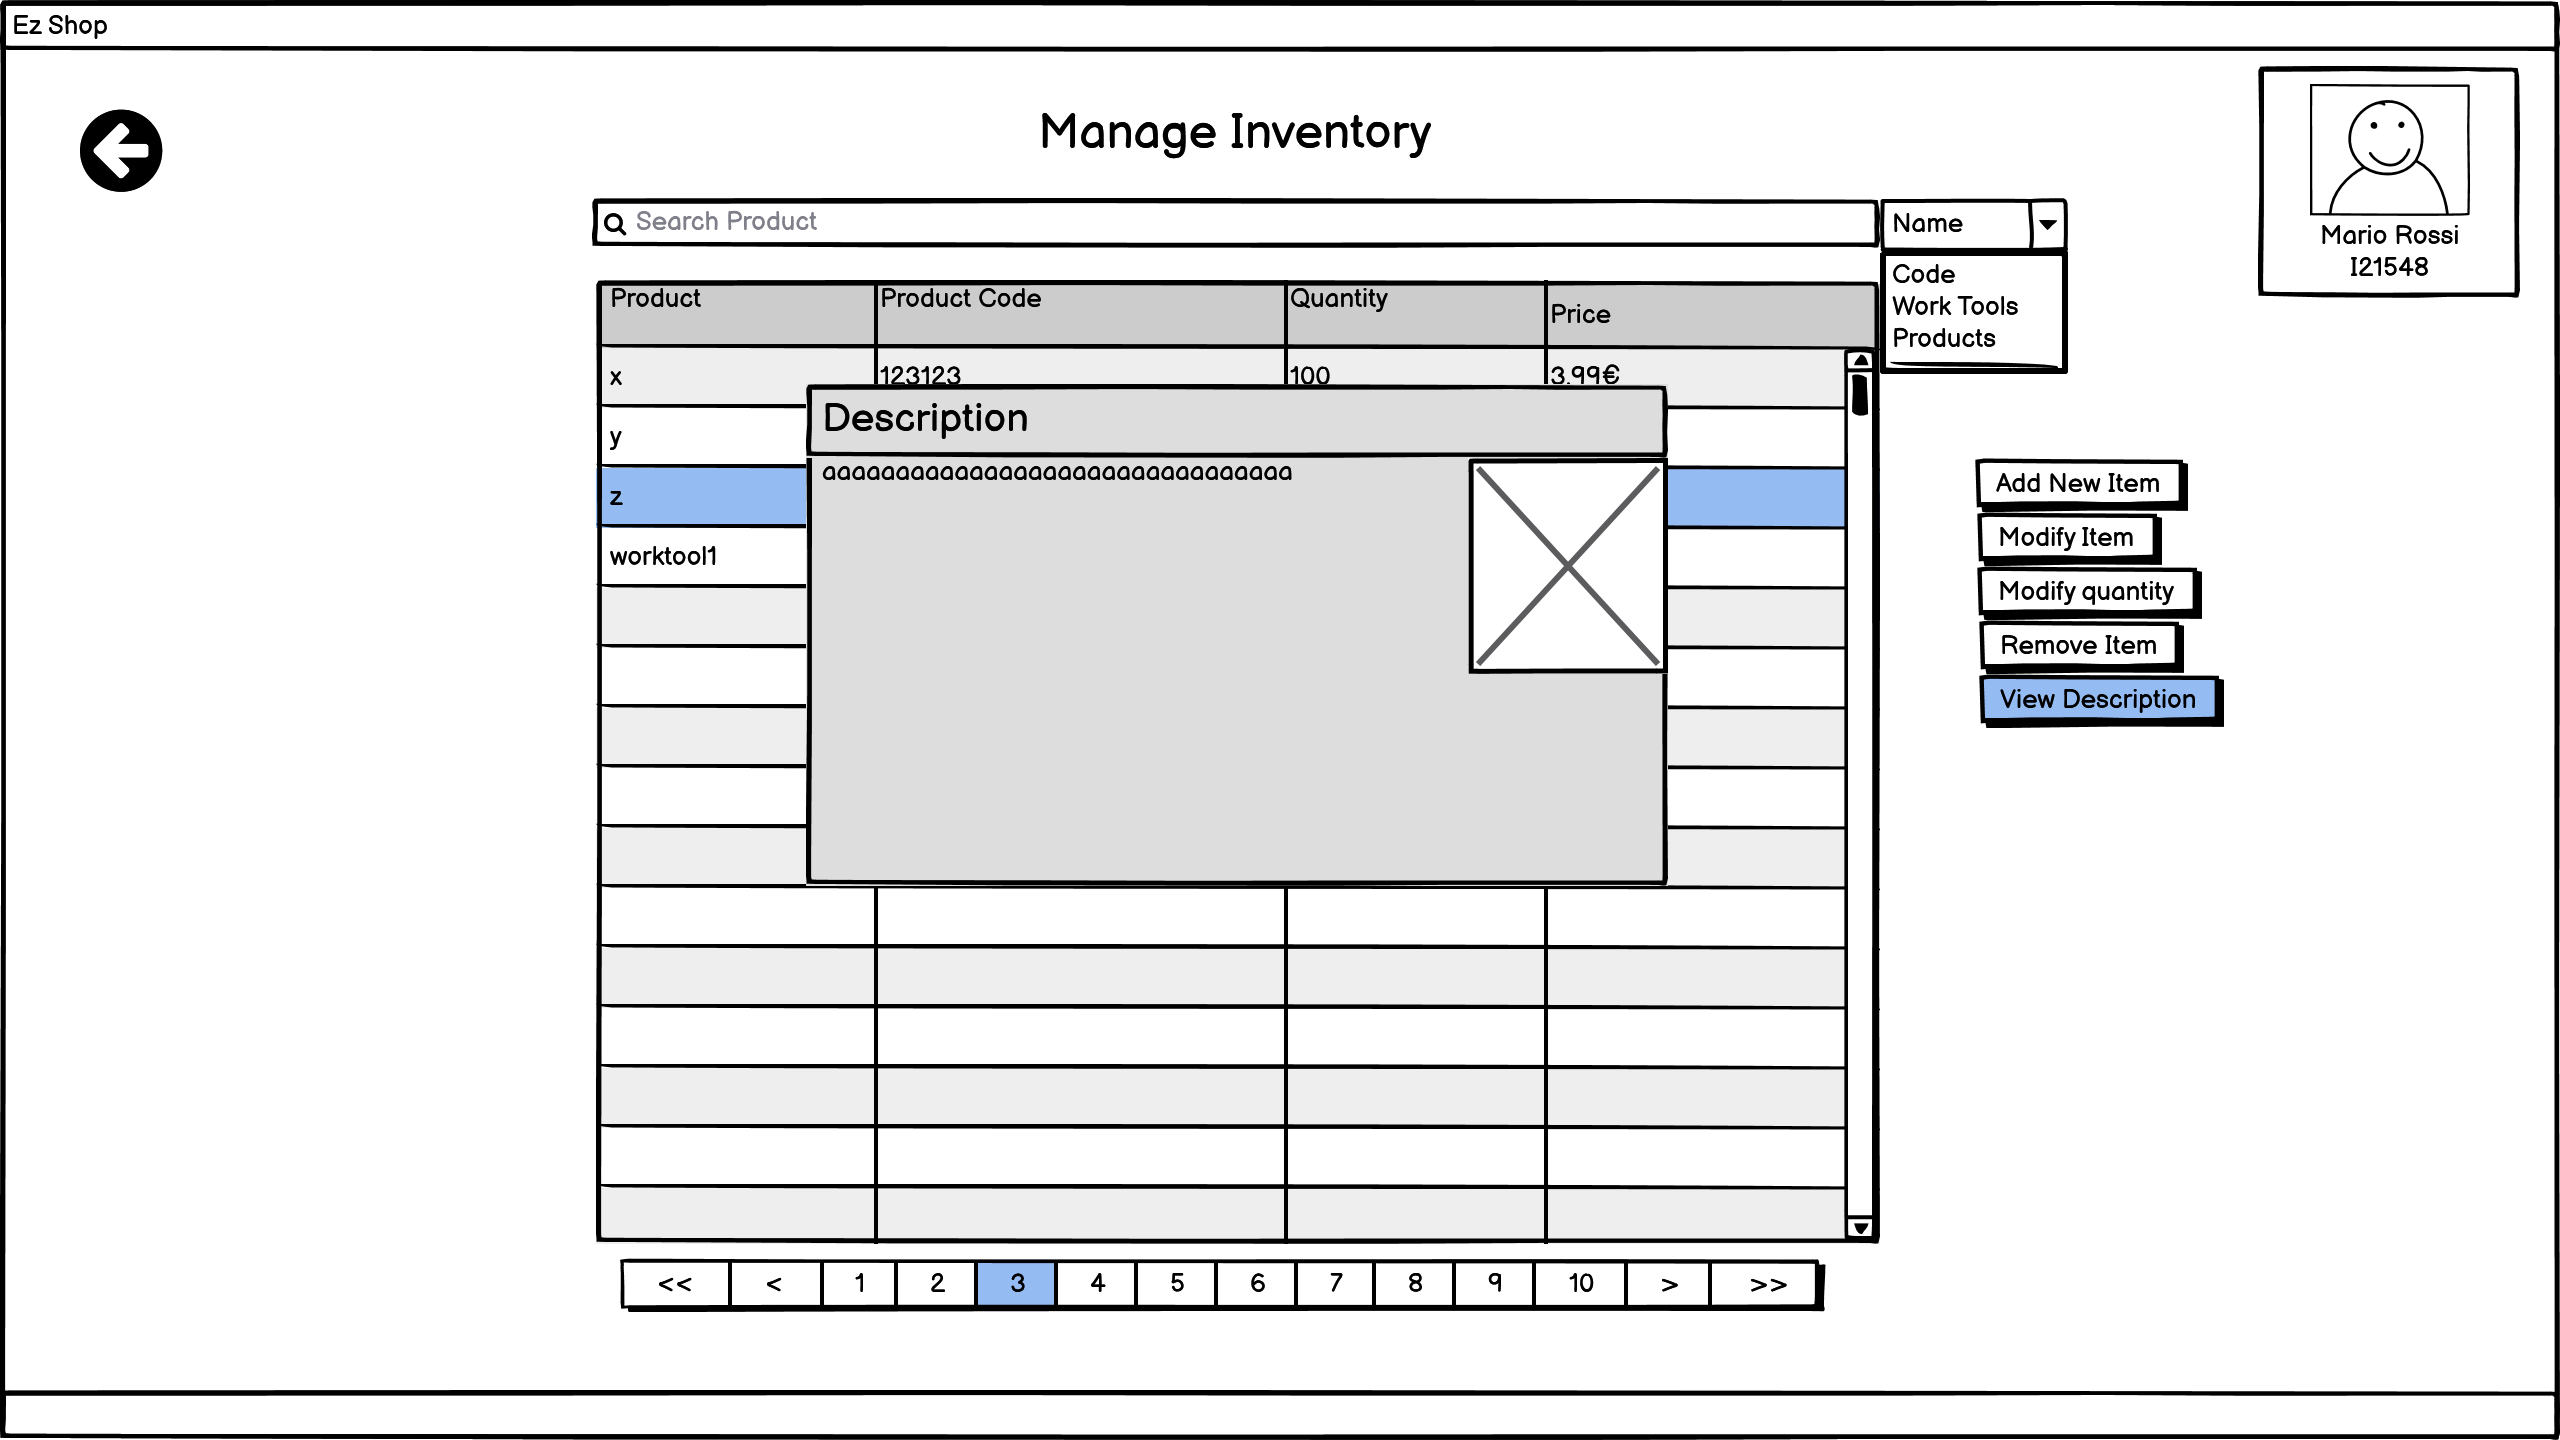 Ez Shop
Manage Inventory
Search Product
Name
Code
Work Tools
Products
Mario Rossi
I21548
Product Product Code Quantity Price
x 123123 100 3.99€
y
z
worktool1
Description
aaaaaaaaaaaaaaaaaaaaaaaaaaaaaaaa
Add New Item
Modify Item
Modify quantity
Remove Item
View Description
<< < 1 2 3 4 5 6 7 8 9 10 > >>